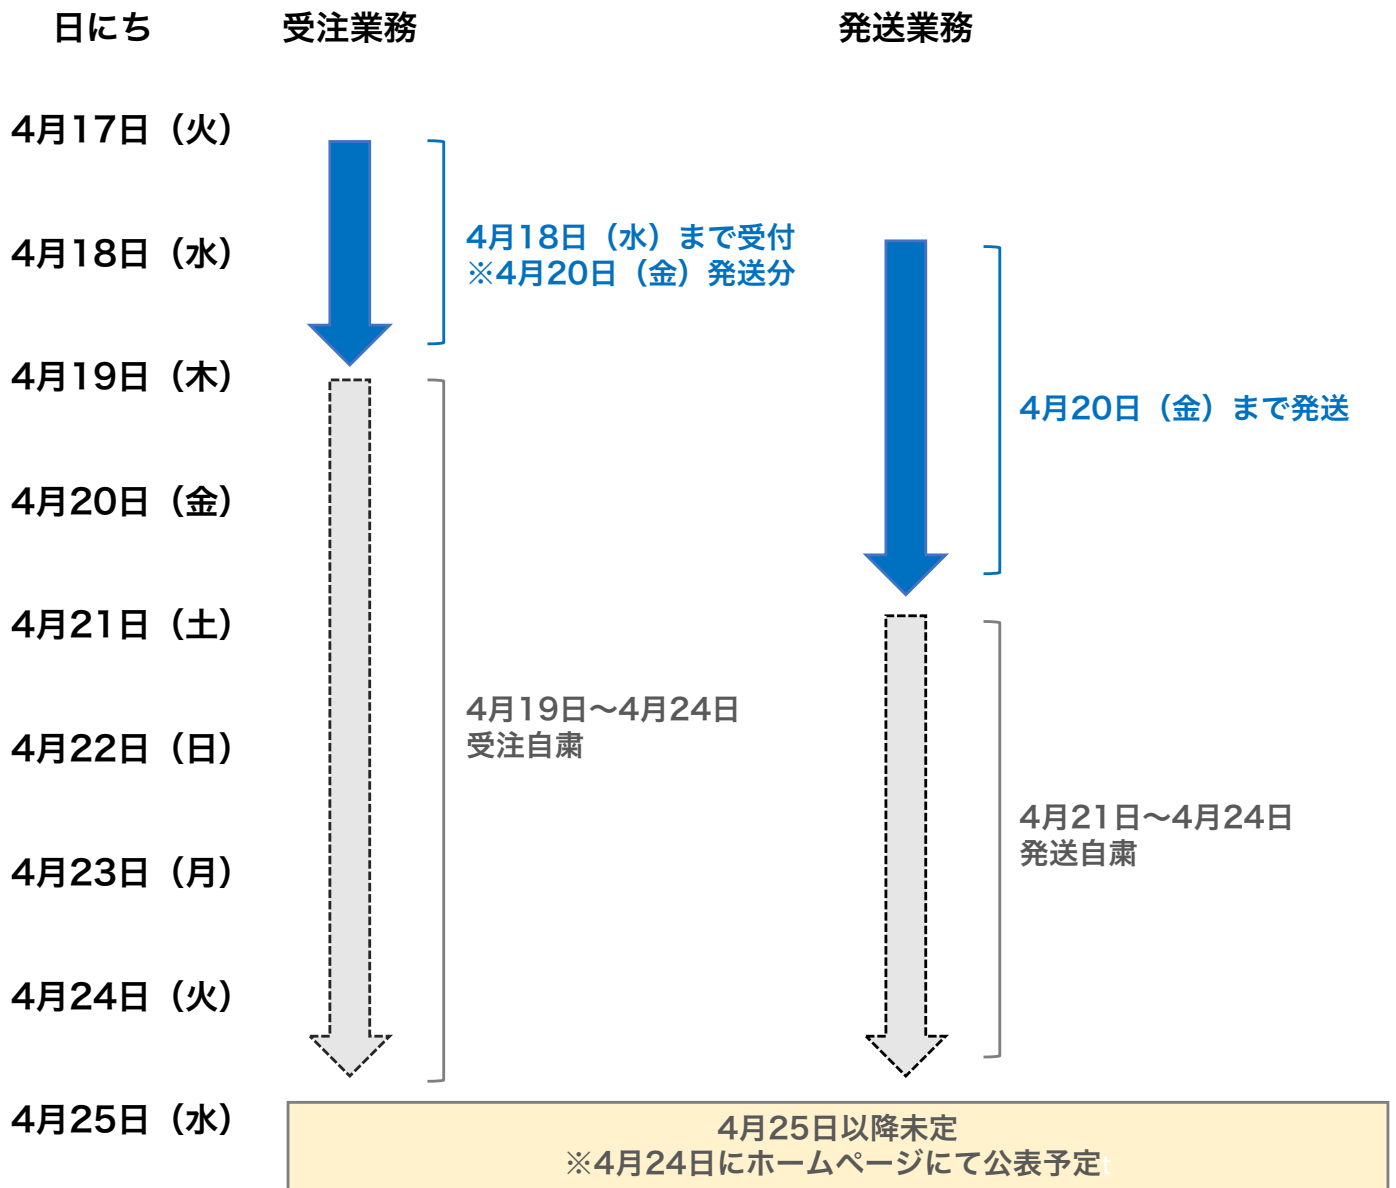 日にち 受注業務 発送業務
4月17日（火）
4月18日（水）
4月18日（水）まで受付
※4月20日（金）発送分
4月19日（木）
4月20日（金）まで発送
4月20日（金）
4月21日（土）
4月19日〜4月24日
受注自粛
4月22日（日）
4月21日〜4月24日
発送自粛
4月23日（月）
4月24日（火）
4月25日（水）
4月25日以降未定
※4月24日にホームページにて公表予定t